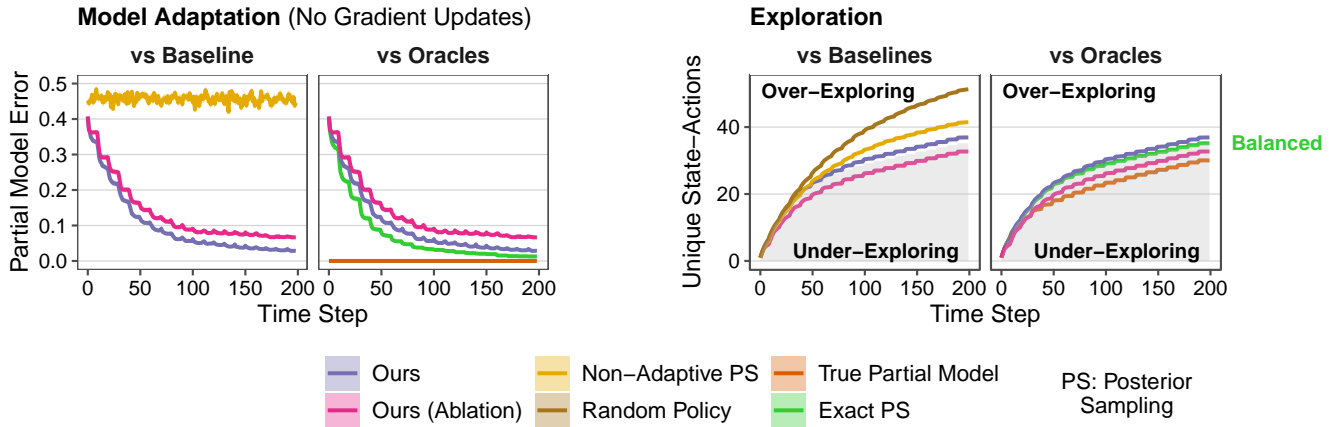 Model Adaptation (No Gradient Updates)
vs Baseline
vs Oracles
Partial Model Error
0.5
0.4
0.3
0.2
0.1
0.0
0 50 100 150 200
0 50 100 150 200
Time Step
Exploration
vs Baselines
vs Oracles
Unique State−Actions
40
20
0
Over−Exploring
Under−Exploring
Over−Exploring
Under−Exploring
Balanced
0 50 100 150 200
0 50 100 150 200
Time Step
Ours
Non−Adaptive PS
True Partial Model
Ours (Ablation)
Random Policy
Exact PS
PS: Posterior
Sampling